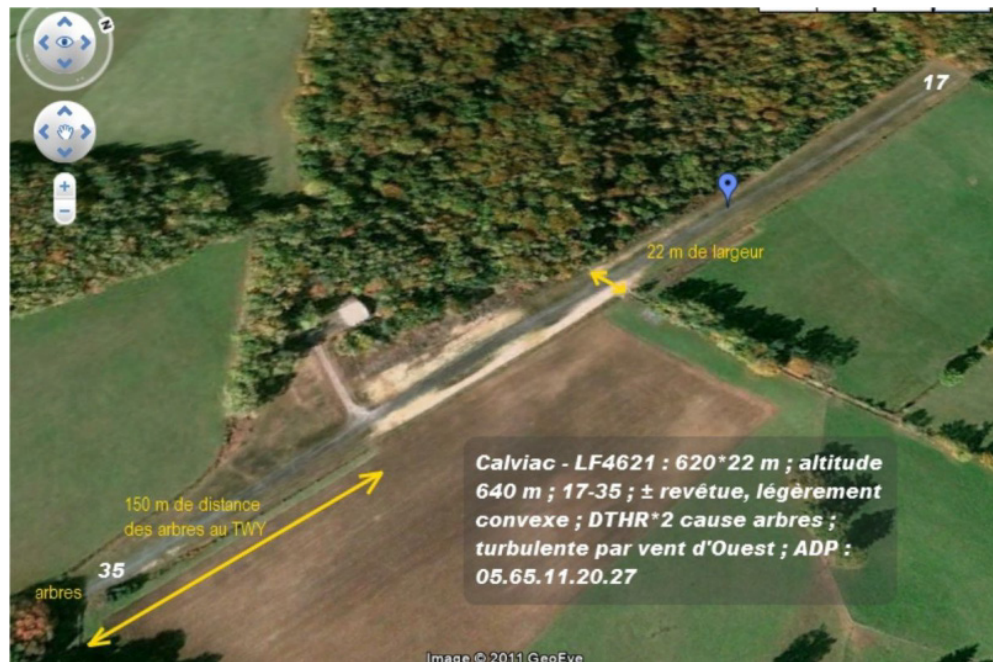 N
17
22 m de largeur
150 m de distance
des arbres au TWY
35
arbres
Calviac - LF4621 : 620*22 m ; altitude
640 m ; 17-35 ; ± revêtue, légèrement
convexe ; DTHR*2 cause arbres ;
turbulente par vent d'Ouest ; ADP :
05.65.11.20.27
Image © 2011 GeoEye